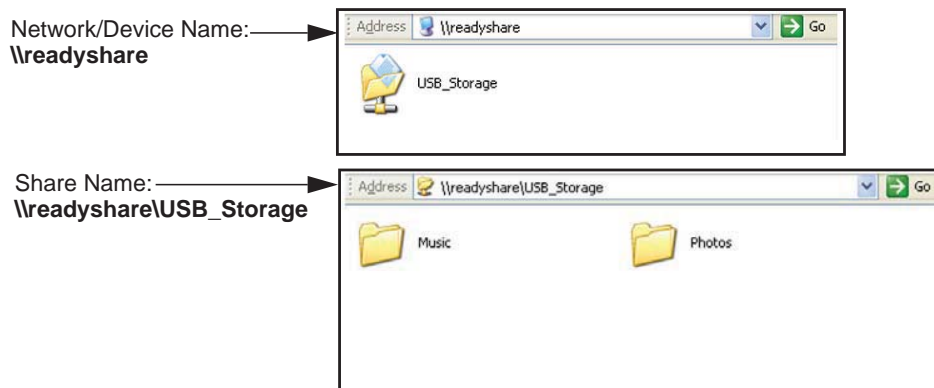 Network/Device Name:
\\readyshare
Address \\readyshare Go
USB_Storage
Share Name:
\\readyshare\USB_Storage
Address \\readyshare\USB_Storage Go
Music Photos